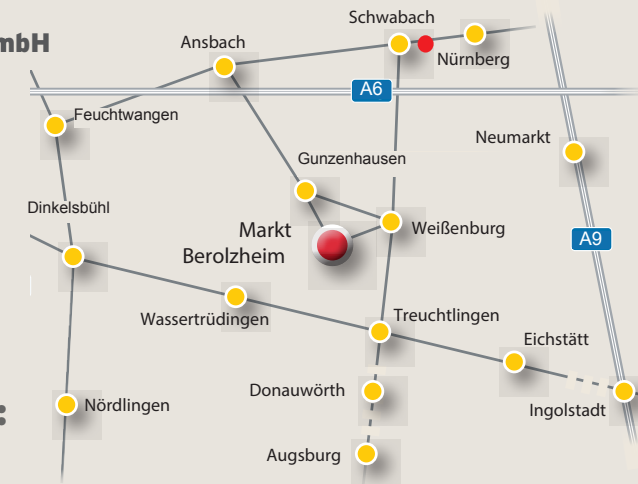 mbH
Schwabach
Ansbach
Nürnberg
A6
Feuchtwangen
Neumarkt
Gunzenhausen
Dinkelsbühl
Markt
Berolzheim
Weißenburg
A9
Wassertrüdingen
Treuchtlingen
Eichstätt
Donauwörth
Nördlingen
Ingolstadt
:
Augsburg